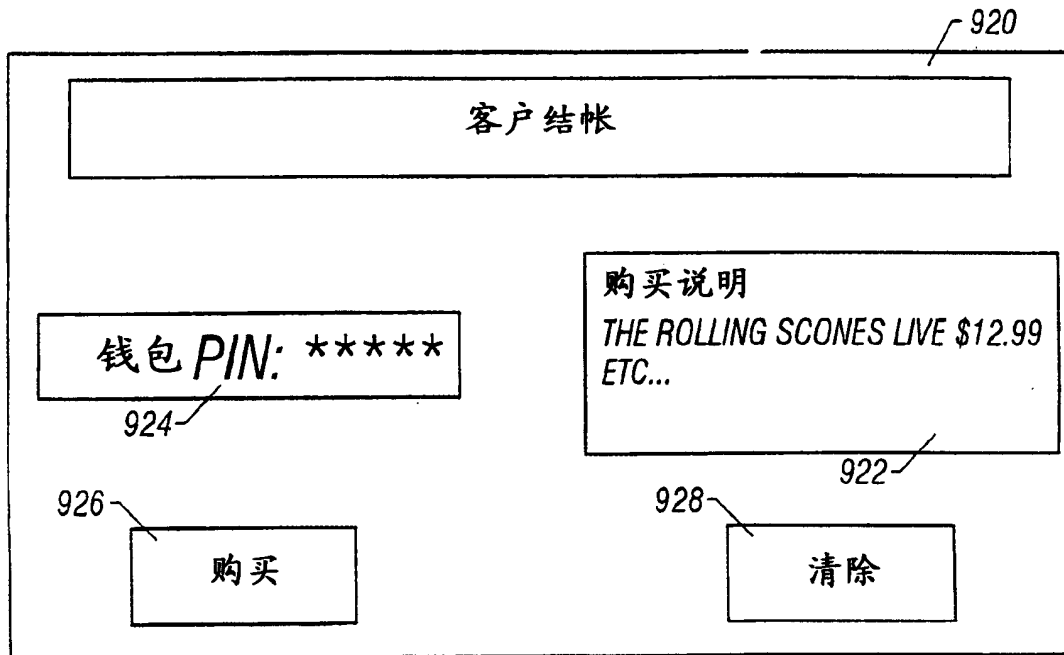 920
客户结帐
购买说明
THE ROLLING SCONES LIVE $12.99
ETC...
钱包 PIN: *****
924
922
926
购买
928
清除